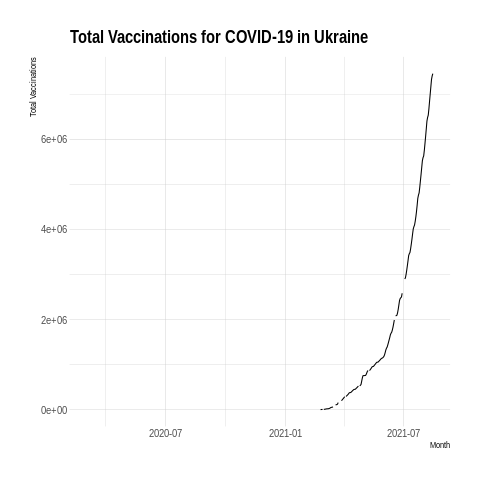 Total Vaccinations for COVID-19 in Ukraine
Total Vaccinations
6e+06
4e+06
2e+06
0e+00
2020-07 2021-01 2021-07
Month